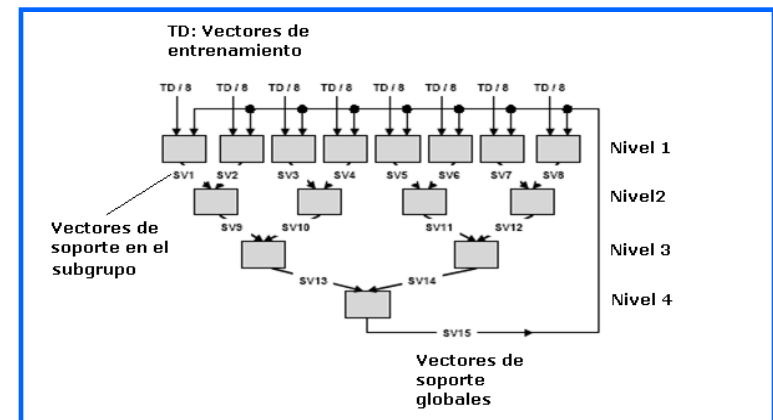 TD: Vectores de
entrenamiento
TD / 8 TD / 8 TD / 8 TD / 8 TD / 8 TD / 8 TD / 8 TD / 8
Nivel 1
SV1 SV2 SV3 SV4 SV5 SV6 SV7 SV8
Nivel2
Vectores de
soporte en el
subgrupo
SV9 SV10 SV11 SV12
Nivel 3
SV13 SV14
Nivel 4
SV15
Vectores de
soporte
globales